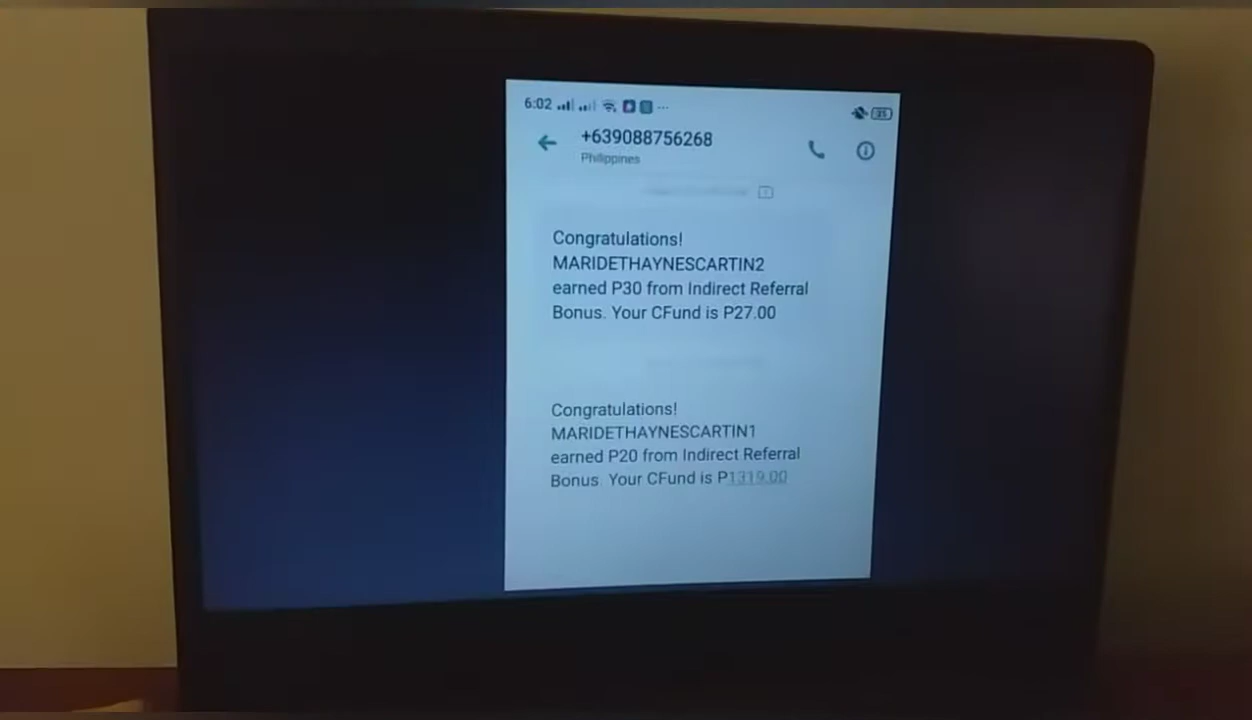 6:02
+639088756268
Philippines
Congratulations!
MARIDETHAYNESCARTIN2
earned P30 from Indirect Referral
Bonus. Your CFund is P27.00
Congratulations!
MARIDETHAYNESCARTIN1
earned P20 from Indirect Referral
Bonus. Your CFund is P1319.00